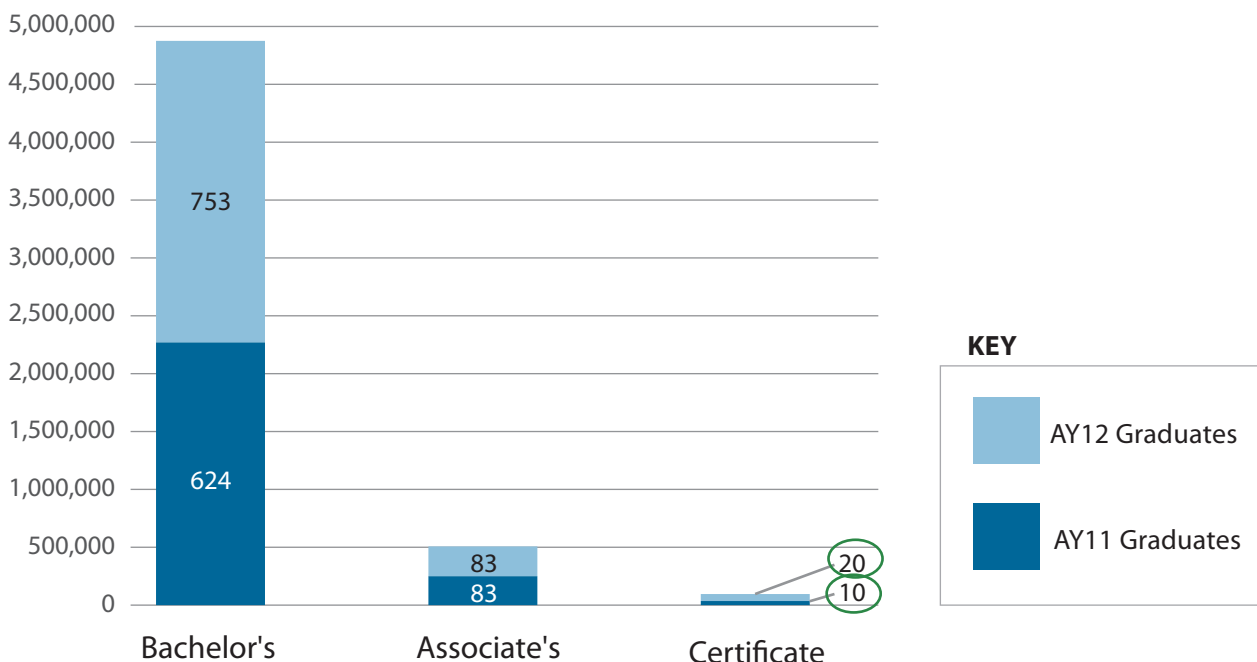 5,000,000
4,500,000
4,000,000
3,500,000
753
3,000,000
2,500,000
2,000,000
1,500,000
1,000,000
624
500,000
83
20
0
83
10
Bachelor's
Associate's
Certificate
KEY
AY12 Graduates
AY11 Graduates